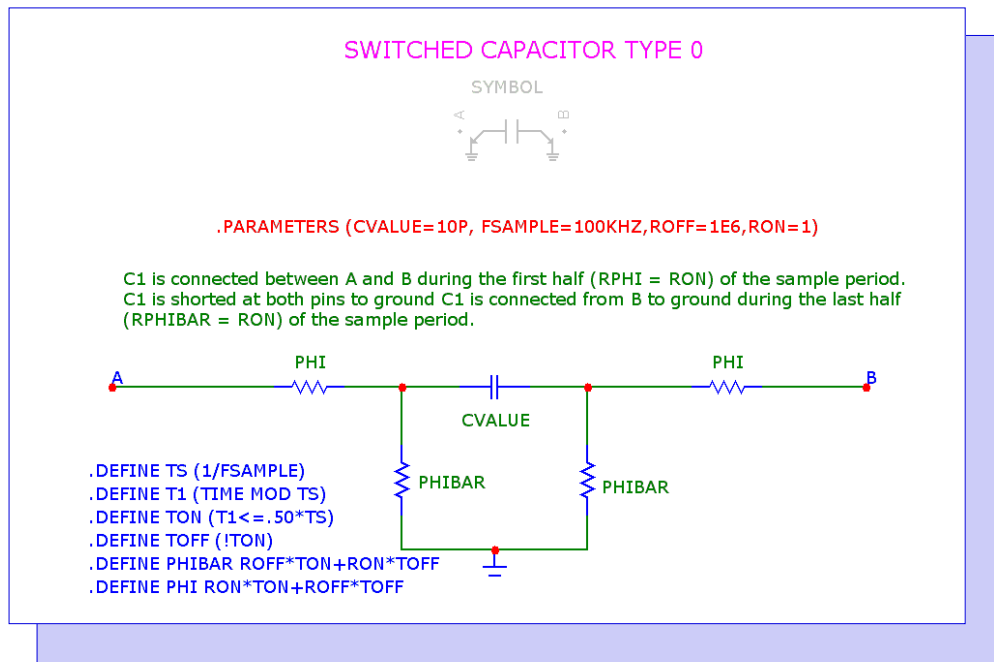 SWITCHED CAPACITOR TYPE 0
SYMBOL
A
B
.PARAMETERS (CVALUE=10P, FSAMPLE=100KHZ,ROFF=1E6,RON=1)
C1 is connected between A and B during the first half (RPHI = RON) of the sample period.
C1 is shorted at both pins to ground C1 is connected from B to ground during the last half
(RPHIBAR = RON) of the sample period.
PHI
PHI
A
B
CVALUE
PHIBAR
PHIBAR
.DEFINE TS (1/FSAMPLE)
.DEFINE T1 (TIME MOD TS)
.DEFINE TON (T1<=.50*TS)
.DEFINE TOFF (!TON)
.DEFINE PHIBAR ROFF*TON+RON*TOFF
.DEFINE PHI RON*TON+ROFF*TOFF